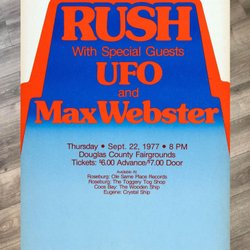 RUSH
With Special Guests
UFO
and
Max Webster
Thursday • Sept. 22, 1977 • 8 PM
Douglas County Fairgrounds
Tickets: $6.00 Advance/$7.00 Door
Available At
Roseburg: Ole Same Place Records
Roseburg: The Toggery Tog Shop
Coos Bay: The Wooden Ship
Eugene: Crystal Ship